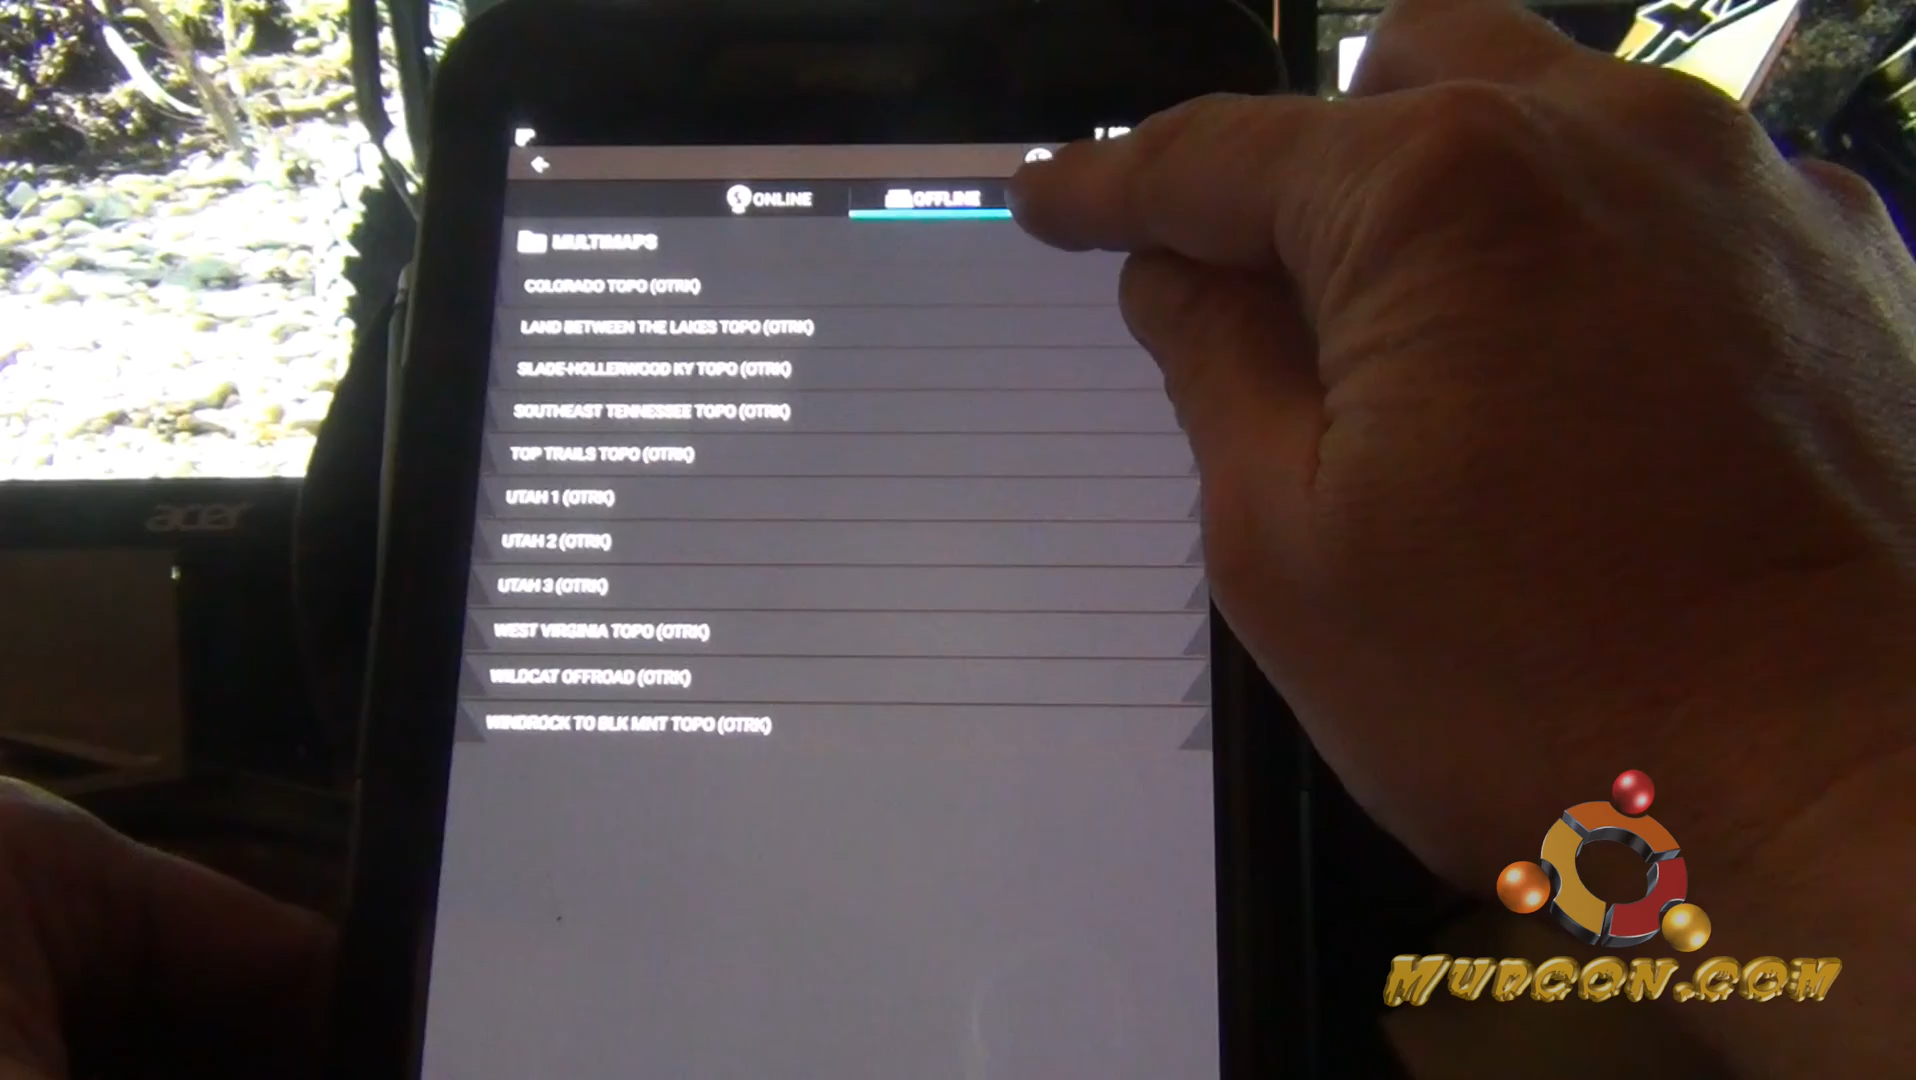 ONLINE
OFFLINE
MULTIMAPS
COLORADO TOPO (OTRK)
LAND BETWEEN THE LAKES TOPO (OTRK)
SLADE-HOLLERWOOD KY TOPO (OTRK)
SOUTHEAST TENNESSEE TOPO (OTRK)
TOP TRAILS TOPO (OTRK)
UTAH 1 (OTRK)
acer
UTAH 2 (OTRK)
UTAH 3 (OTRK)
WEST VIRGINIA TOPO (OTRK)
WILDCAT OFFROAD (OTRK)
WINDROCK TO BLK MNT TOPO (OTRK)
MUDCON.COM